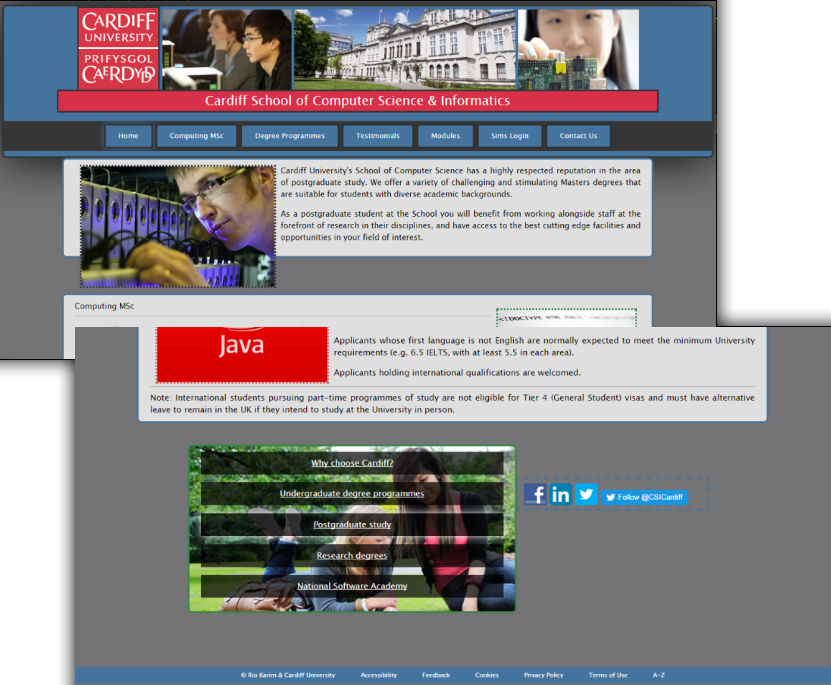 CARDIFF
UNIVERSITY
PRIFYSGOL
CAERDYDD
Cardiff School of Computer Science & Informatics
Home Computing MSc Degree Programmes Testimonials Modules Sims Login Contact Us
Cardiff University's School of Computer Science has a highly respected reputation in the area
of postgraduate study. We offer a variety of challenging and stimulating Masters degrees that
are suitable for students with diverse academic backgrounds.
As a postgraduate student at the School you will benefit from working alongside staff at the
forefront of research in their disciplines, and have access to the best cutting edge facilities and
opportunities in your field of interest.
Computing MSc
<!DOCTYPE HTML PUBLIC
Java
Applicants whose first language is not English are normally expected to meet the minimum University
requirements (e.g. 6.5 IELTS, with at least 5.5 in each area).
Applicants holding international qualifications are welcomed.
Note: International students pursuing part-time programmes of study are not eligible for Tier 4 (General Student) visas and must have alternative
leave to remain in the UK if they intend to study at the University in person.
Why choose Cardiff?
Undergraduate degree programmes
Postgraduate study
Research degrees
National Software Academy
f in Follow @CSICardiff
© Rio Karim & Cardiff University Accessibility Feedback Cookies Privacy Policy Terms of Use A-Z